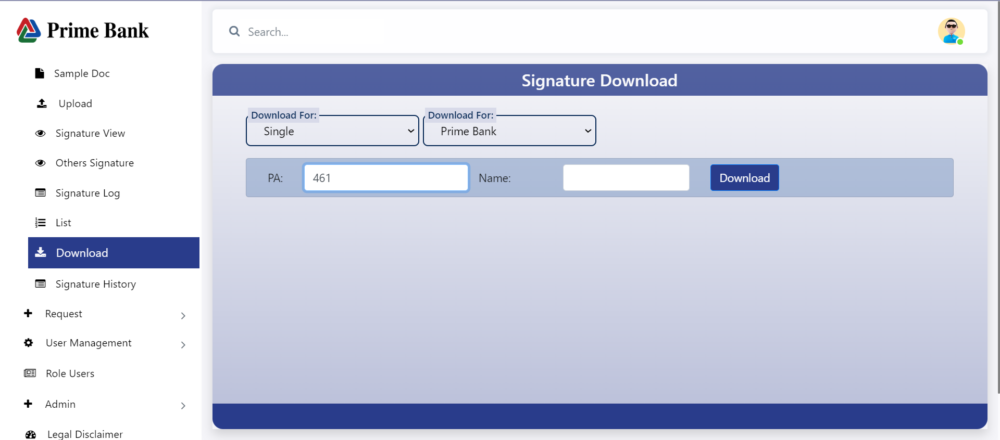 Prime Bank
Search...
Sample Doc
Upload
Signature View
Others Signature
Signature Log
List
Download
Signature History
Request
User Management
Role Users
Admin
Legal Disclaimer
Signature Download
Download For:
Single
Download For:
Prime Bank
PA: 461 Name: Download